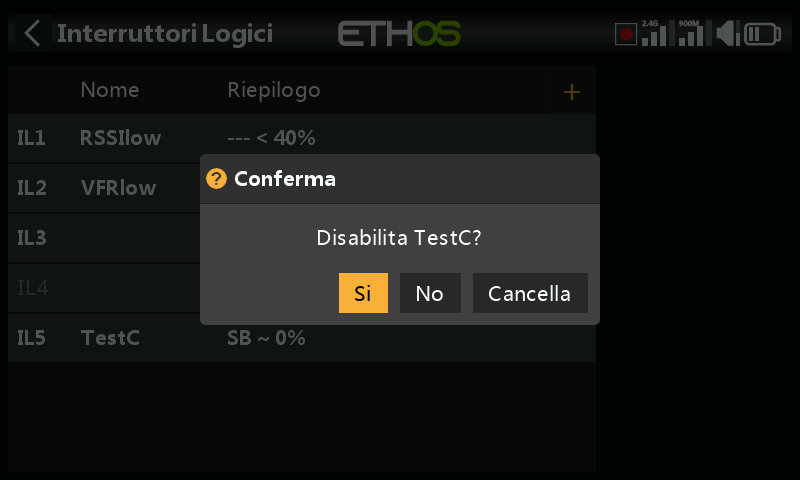 Interruttori Logici ETHOS 2.4G 900M
Nome Riepilogo +
IL1 RSSIlow --- < 40%
IL2 VFRlow
IL3
IL4
IL5 TestC SB ~ 0%
? Conferma
Disabilita TestC?
Si No Cancella